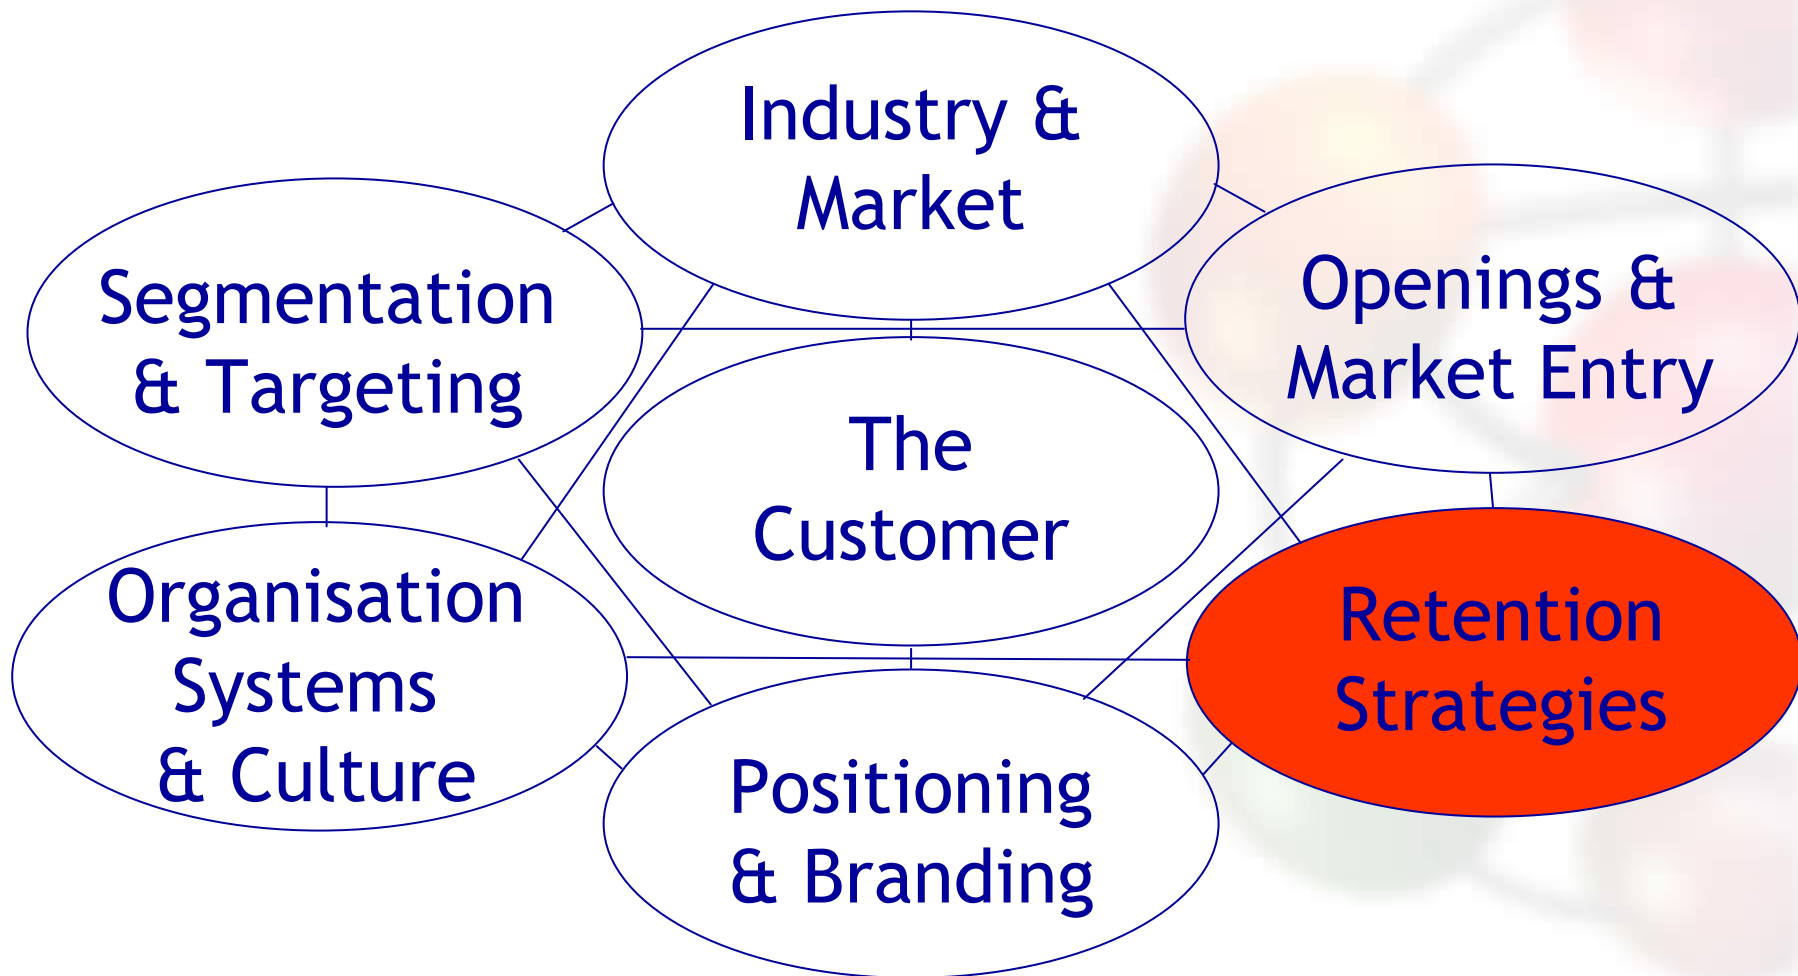 Industry &
Market
Segmentation
& Targeting
Openings &
Market Entry
The
Customer
Organisation
Systems
& Culture
Retention
Strategies
Positioning
& Branding